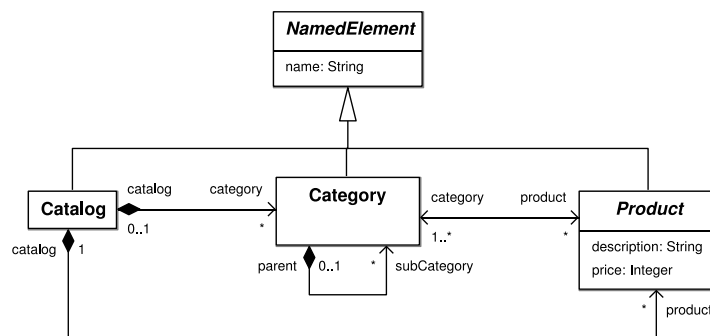 NamedElement
name: String
catalog category
Catalog
0..1 *
Category
category product
1..* *
Product
description: String
price: Integer
catalog 1
parent 0..1 * subCategory
* product